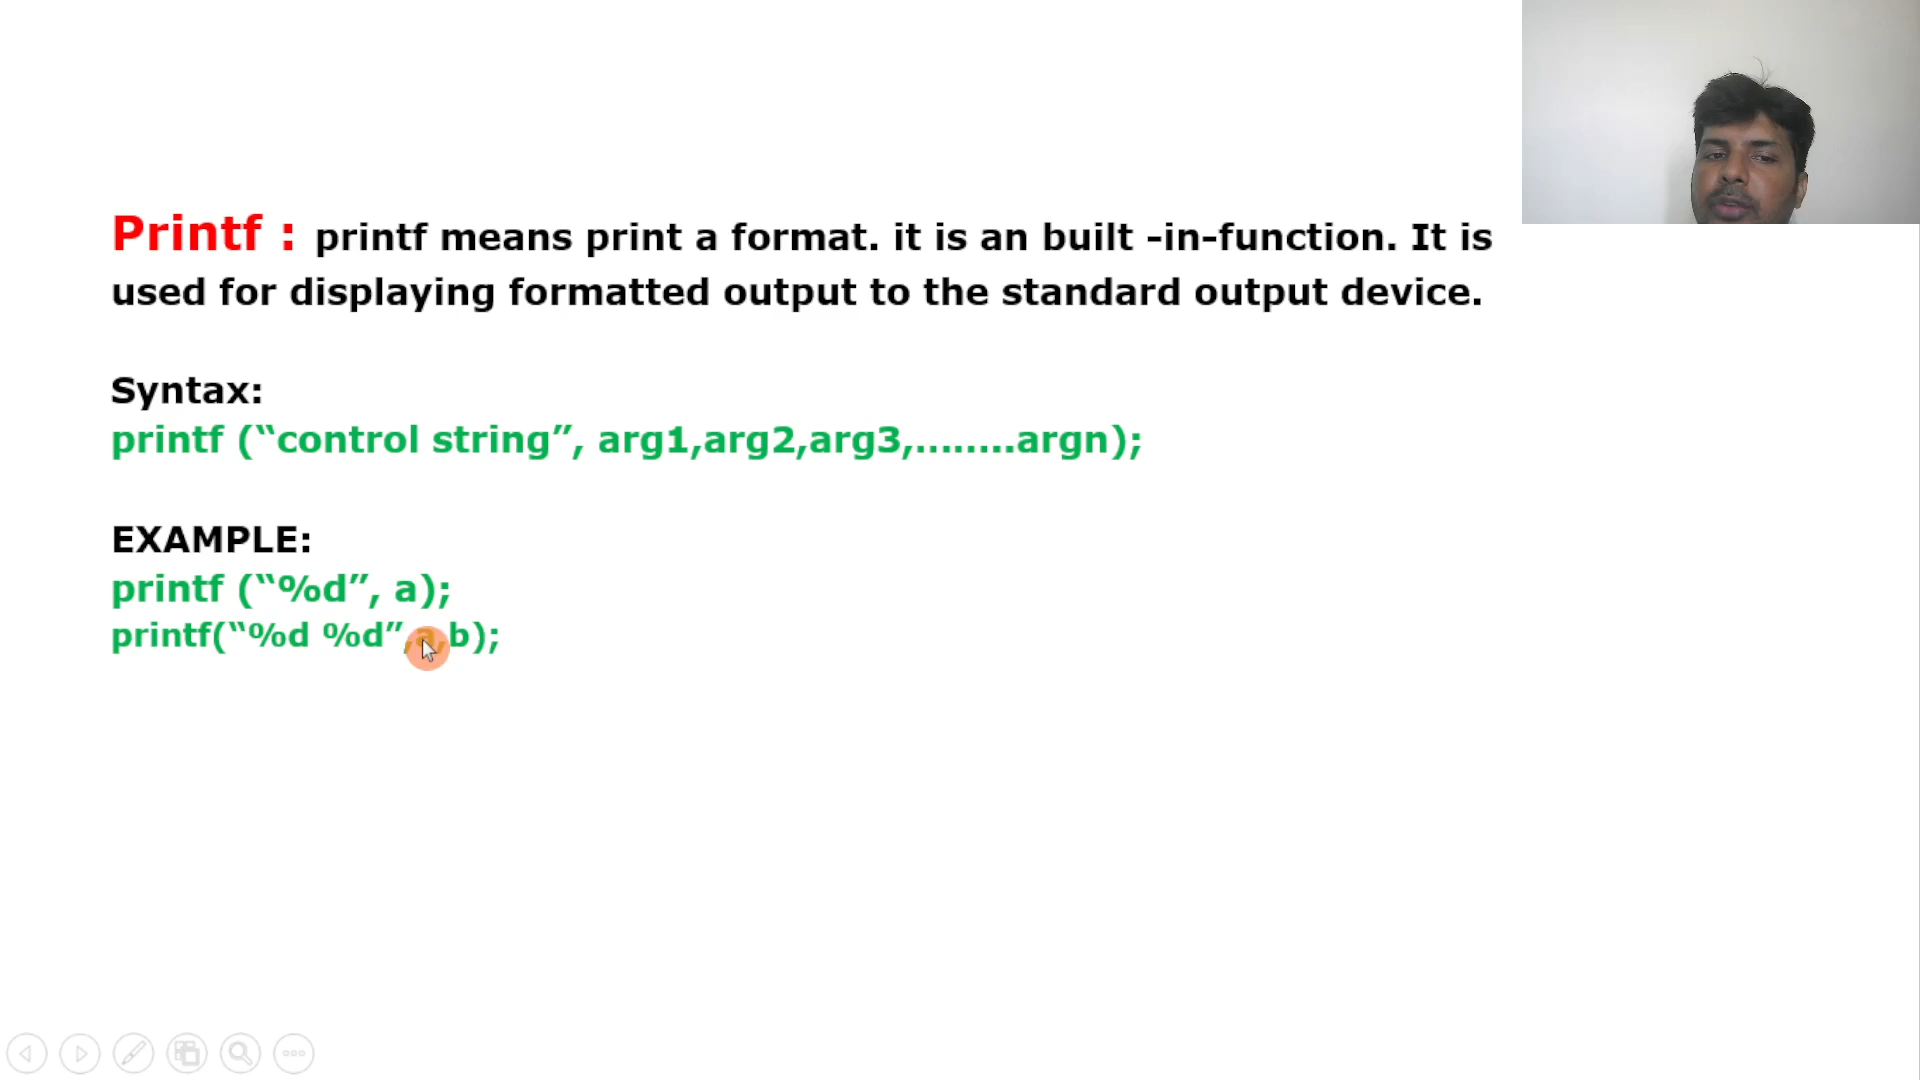 Printf : printf means print a format. it is an built -in-function. It is
used for displaying formatted output to the standard output device.
Syntax:
printf (“control string”, arg1,arg2,arg3,........argn);
EXAMPLE:
printf (“%d”, a);
printf(“%d %d”,a,b);